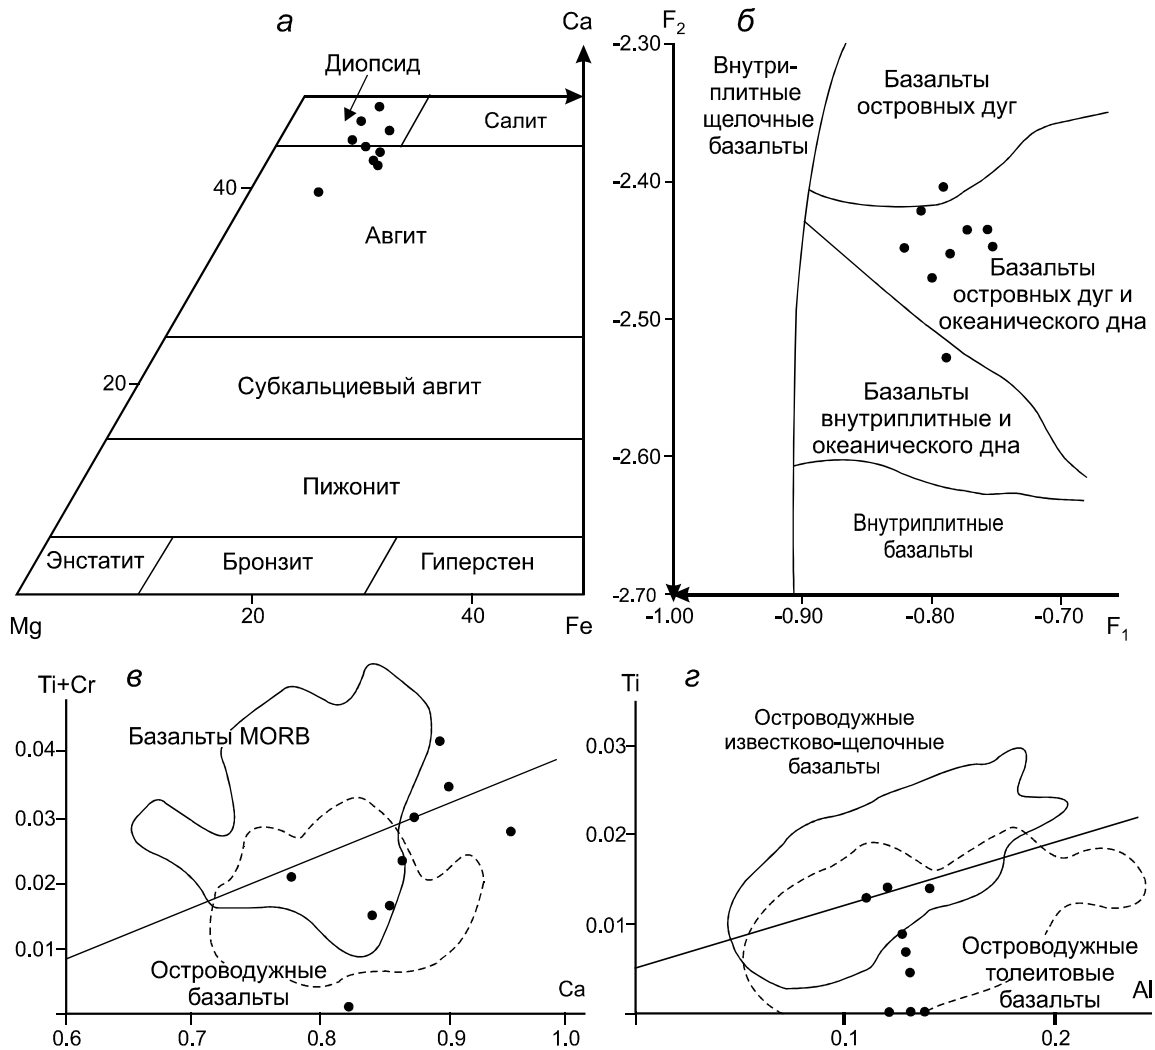 а
Ca
Диопсид
Салит
40
Авгит
20
Субкальциевый авгит
Пижонит
Энстатит
Бронзит
Гиперстен
20
40
Mg
Fe
F2
б
-2.30
Внутри-
плитные
щелочные
базальты
Базальты
островных дуг
-2.40
Базальты
островных дуг и
океанического дна
-2.50
Базальты
внутриплитные и
океанического дна
-2.60
Внутриплитные
базальты
-2.70
-1.00
-0.90
-0.80
-0.70
F1
Ti+Cr
в
Базальты MORB
0.04
0.03
0.02
0.01
Островодужные
базальты
Ca
0.6
0.7
0.8
0.9
1.0
Ti
г
Островодужные
известково-щелочные
базальты
0.03
0.02
0.01
Островодужные
толеитовые
базальты
Al
0.1
0.2